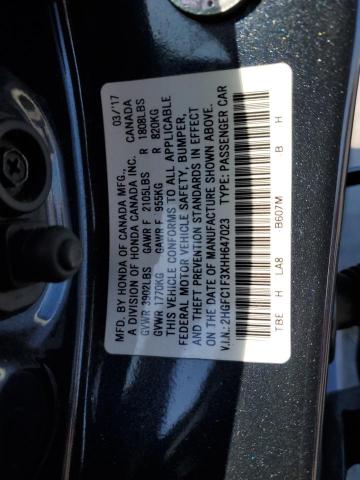 MFD. BY HONDA OF CANADA MFG., 03/'17
A DIVISION OF HONDA CANADA INC. CANADA
GVWR 3902LBS GAWR F 2105LBS R 1808LBS
GVWR 1770KG GAWR F 955KG R 820KG
THIS VEHICLE CONFORMS TO ALL APPLICABLE
FEDERAL MOTOR VEHICLE SAFETY, BUMPER,
AND THEFT PREVENTION STANDARDS IN EFFECT
ON THE DATE OF MANUFACTURE SHOWN ABOVE.
V.I.N.:2HGFC1F3XHH647023 TYPE:PASSENGER CAR
TBE H LA8 B607M B H